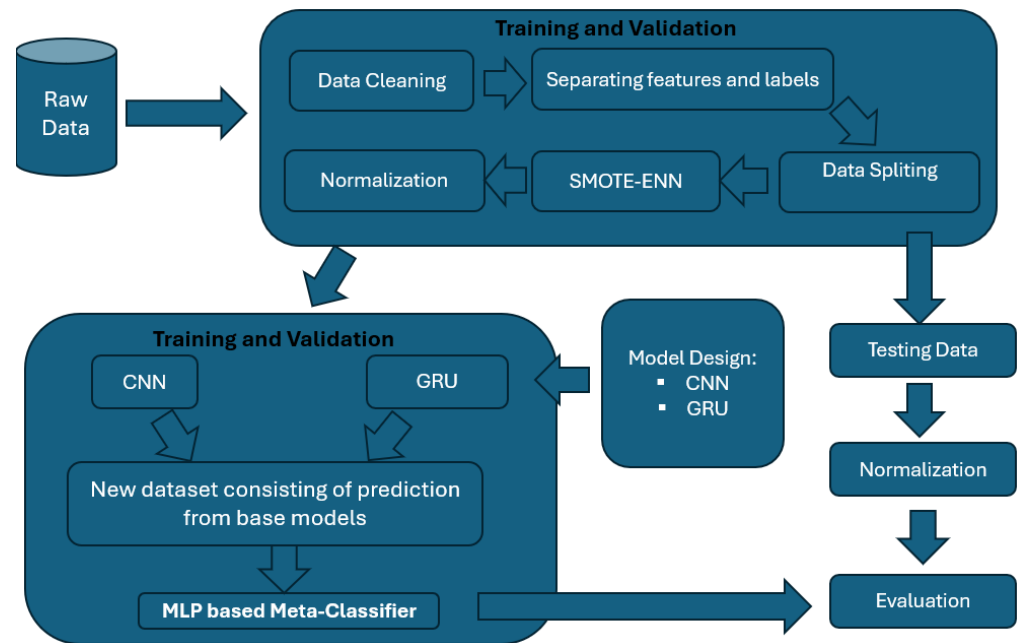 Training and Validation
Raw
Data
Data Cleaning
Separating features and labels
Normalization
SMOTE-ENN
Data Spliting
Training and Validation
CNN
GRU
New dataset consisting of prediction
from base models
MLP based Meta-Classifier
Model Design:
▪ CNN
▪ GRU
Testing Data
Normalization
Evaluation